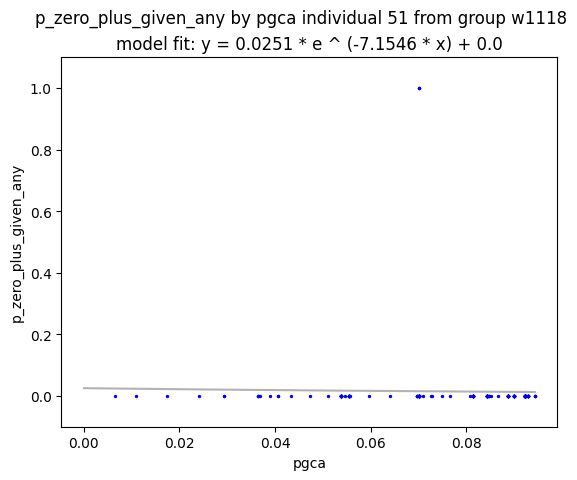 p_zero_plus_given_any by pgca individual 51 from group w1118
model fit: y = 0.0251 * e ^ (-7.1546 * x) + 0.0
1.0
0.8
0.6
0.4
0.2
0.0
p_zero_plus_given_any
0.00 0.02 0.04 0.06 0.08
pgca